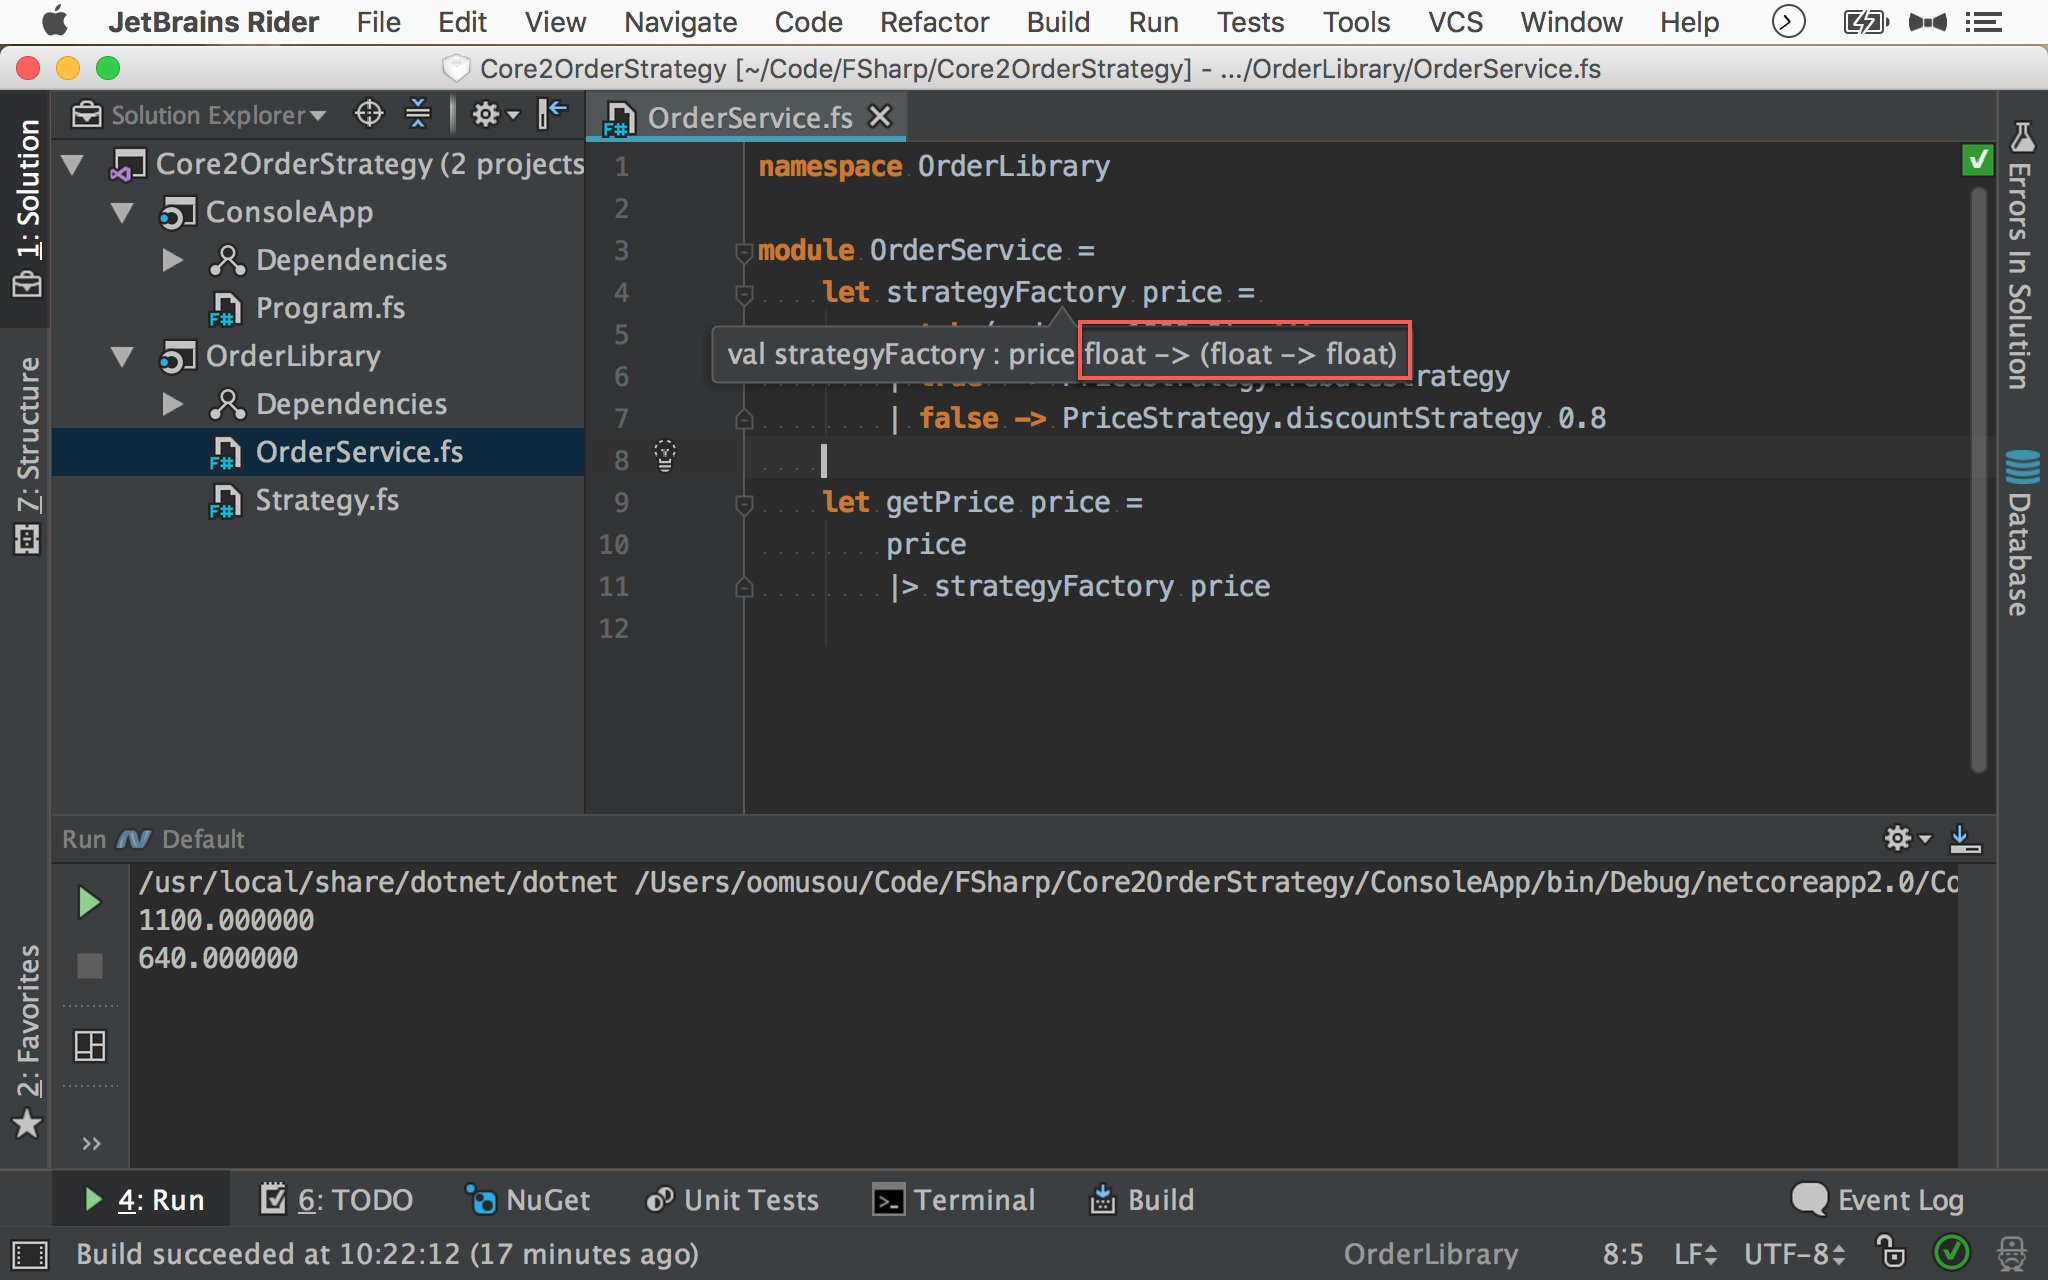 JetBrains Rider File Edit View Navigate Code Refactor Build Run Tests Tools VCS Window Help
Core2OrderStrategy [~/Code/FSharp/Core2OrderStrategy] - .../OrderLibrary/OrderService.fs
Solution Explorer
OrderService.fs
1: Solution
7: Structure
2: Favorites
Core2OrderStrategy (2 projects
ConsoleApp
Dependencies
Program.fs
OrderLibrary
Dependencies
OrderService.fs
Strategy.fs
1 namespace OrderLibrary
2
3 module OrderService =
4 let strategyFactory price =
5
val strategyFactory : price float -> (float -> float)
6 rategy
7 | false -> PriceStrategy.discountStrategy 0.8
8
9 let getPrice price =
10 price
11 |> strategyFactory price
12
Errors In Solution
Database
Run Default
/usr/local/share/dotnet/dotnet /Users/oomusou/Code/FSharp/Core2OrderStrategy/ConsoleApp/bin/Debug/netcoreapp2.0/Co
1100.000000
640.000000
4: Run 6: TODO NuGet Unit Tests Terminal Build Event Log
Build succeeded at 10:22:12 (17 minutes ago) OrderLibrary 8:5 LF UTF-8